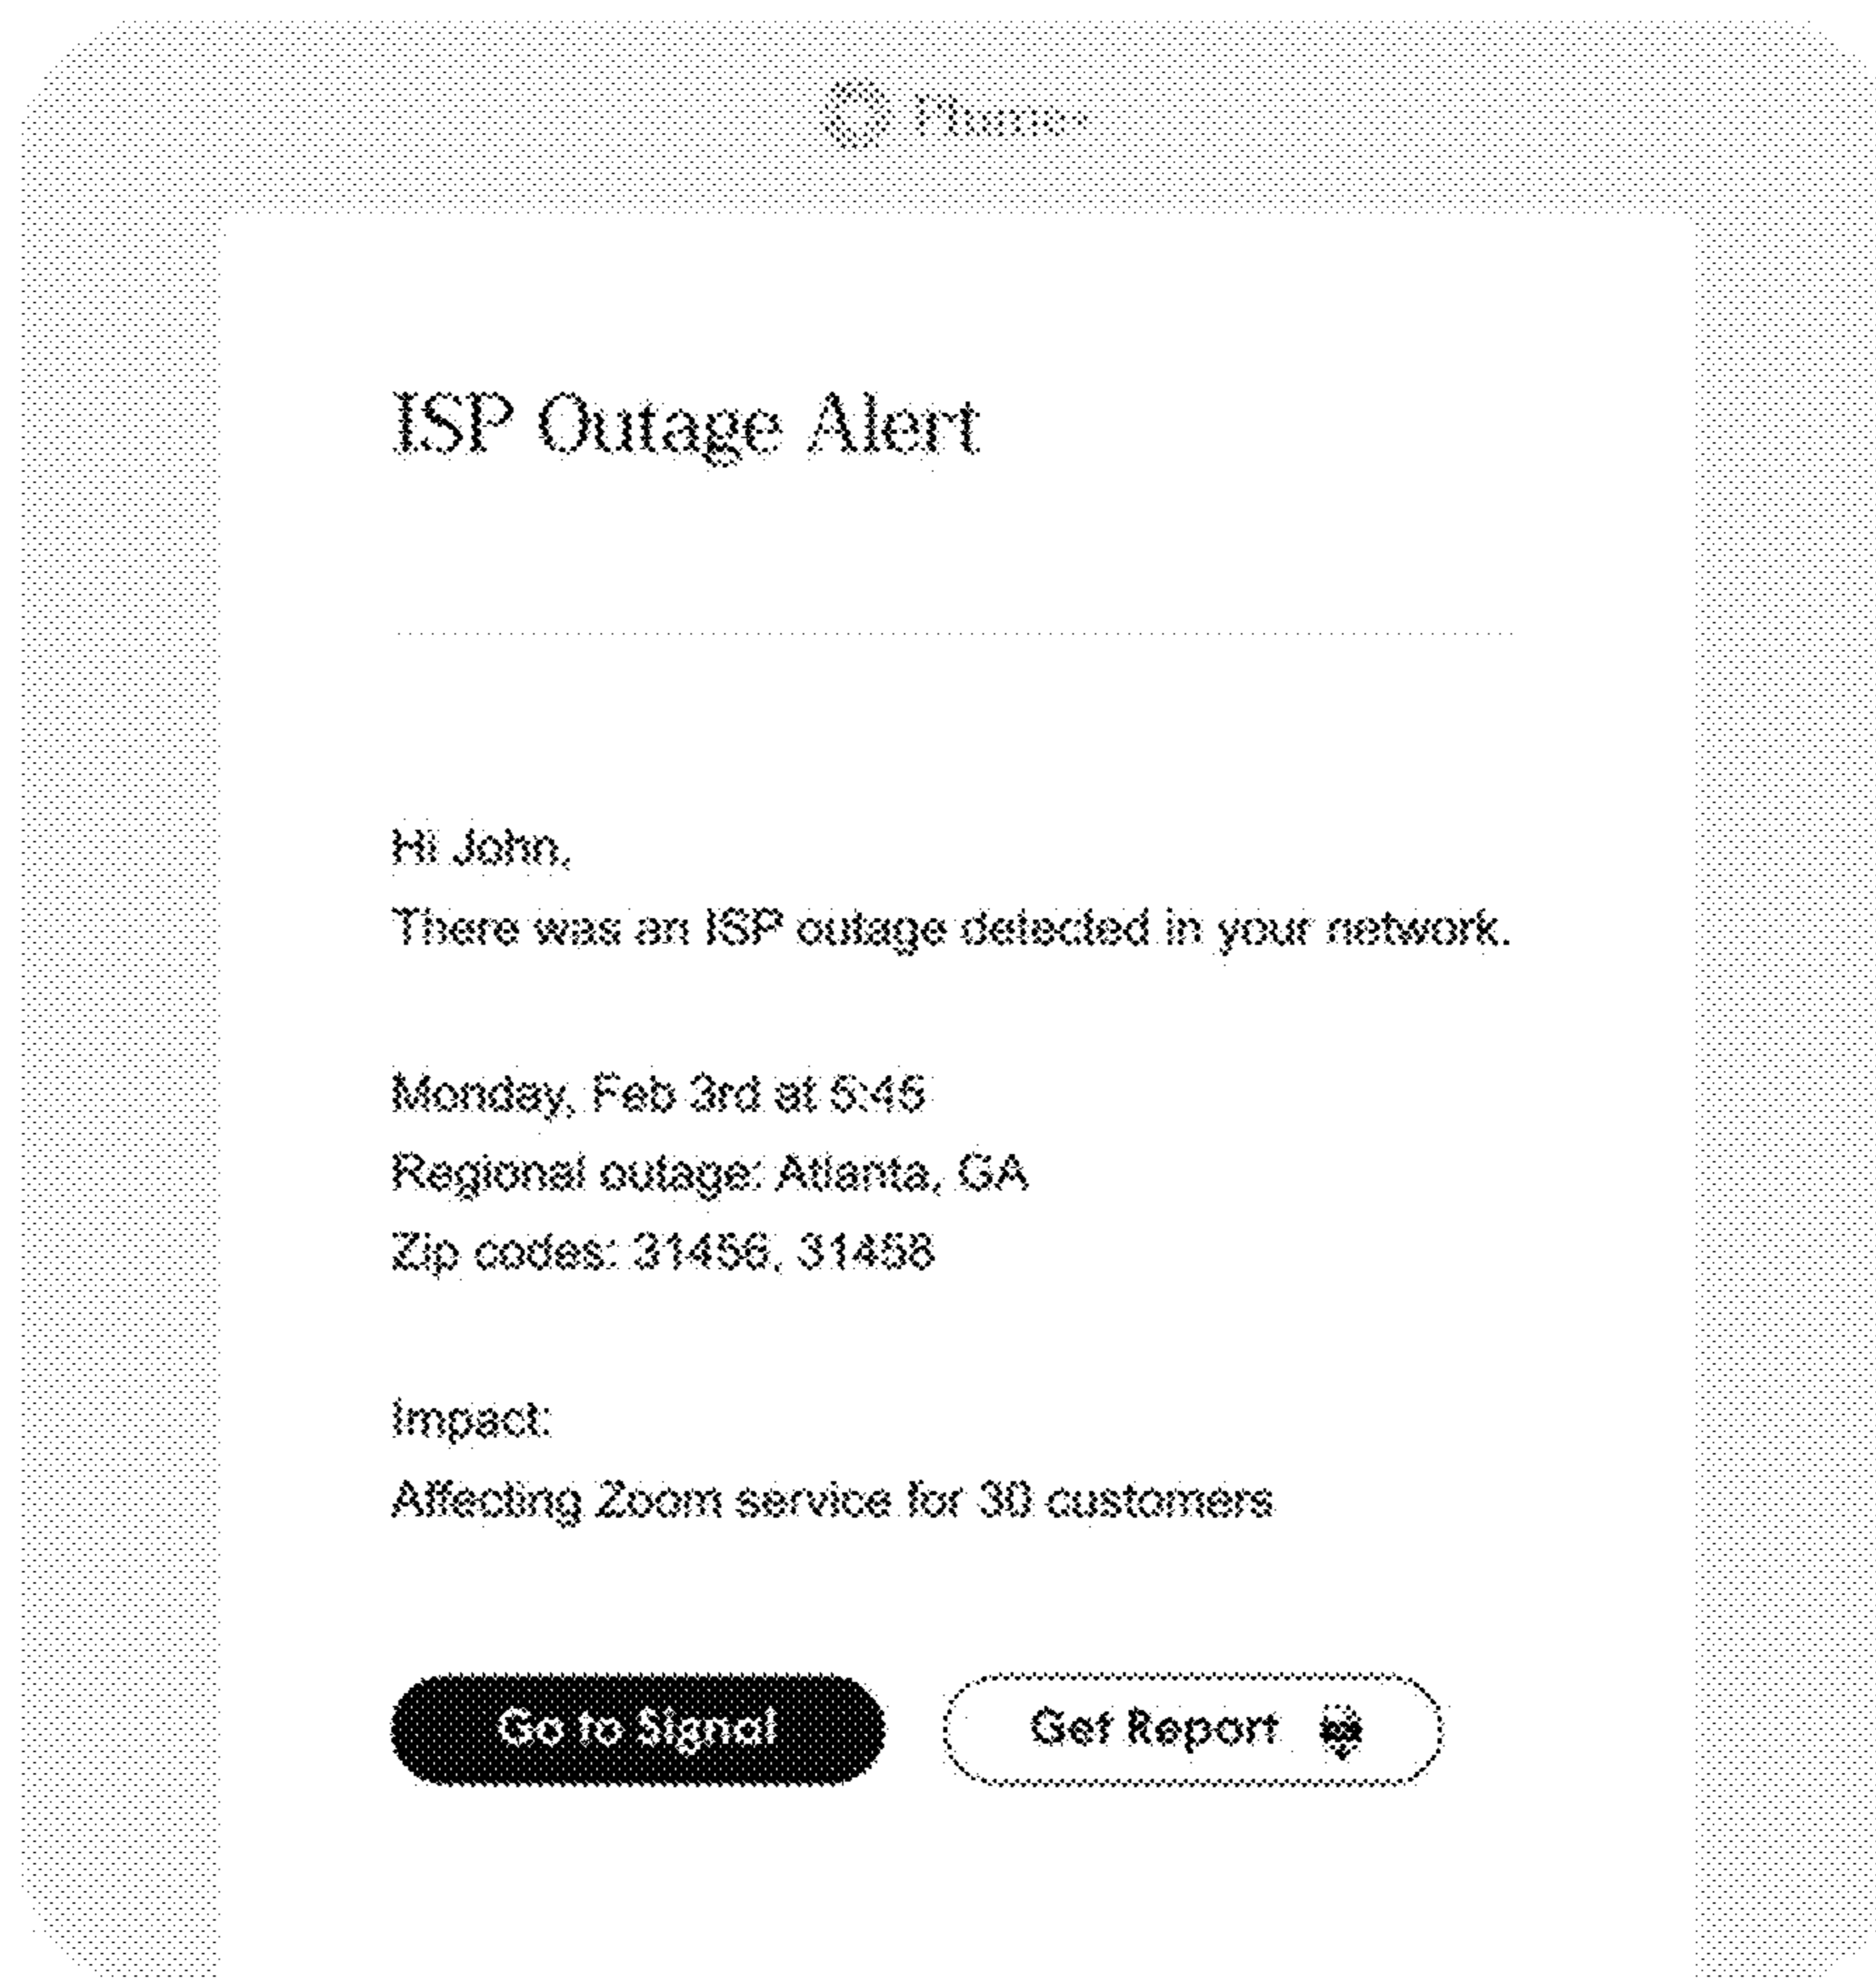 Plume
ISP Outage Alert
Hi John,
There was an ISP outage detected in your network.
Monday, Feb 3rd at 5:45
Regional outage: Atlanta, GA
Zip codes: 31456, 31458
Impact:
Affecting Zoom service for 30 customers
Go to Signal
Get Report